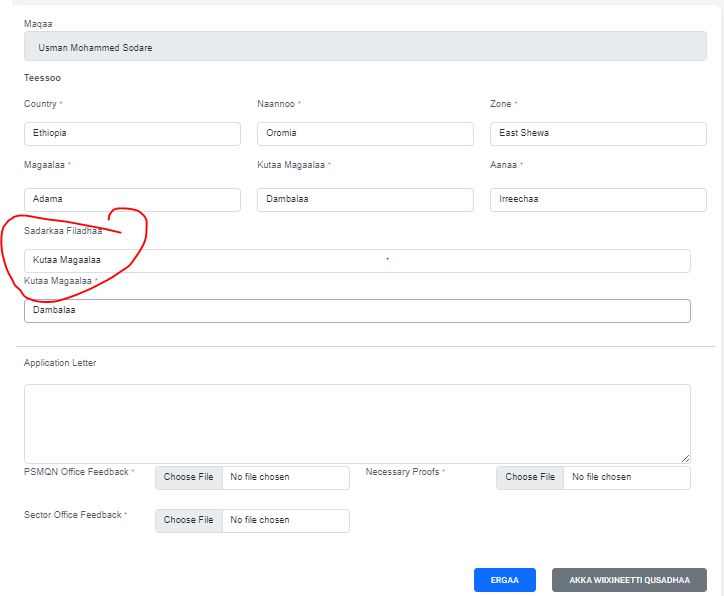 Maqaa
Usman Mohammed Sodare
Teessoo
Country * Naannoo * Zone *
Ethiopia Oromia East Shewa
Magaalaa * Kutaa Magaalaa * Aanaa *
Adama Dambalaa Irreechaa
Sadarkaa Filadhaa
Kutaa Magaalaa
Kutaa Magaalaa *
Dambalaa
Application Letter
PSMQN Office Feedback * Choose File No file chosen Necessary Proofs * Choose File No file chosen
Sector Office Feedback * Choose File No file chosen
ERGAA AKKA WIIXINEETTI QUSADHAA